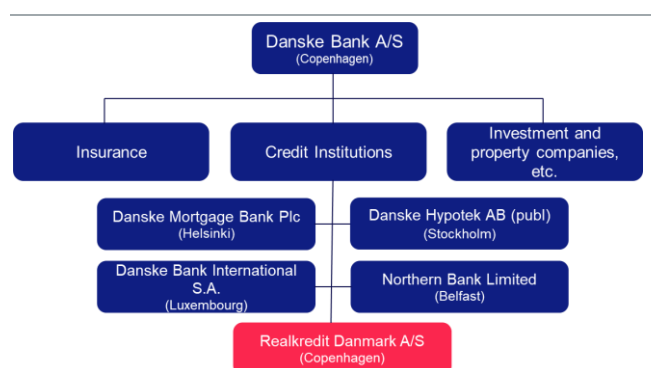 Danske Bank A/S
(Copenhagen)
Insurance
Credit Institutions
Investment and
property companies,
etc.
Danske Mortgage Bank Plc
(Helsinki)
Danske Hypotek AB (publ)
(Stockholm)
Danske Bank International
S.A.
(Luxembourg)
Northern Bank Limited
(Belfast)
Realkredit Danmark A/S
(Copenhagen)